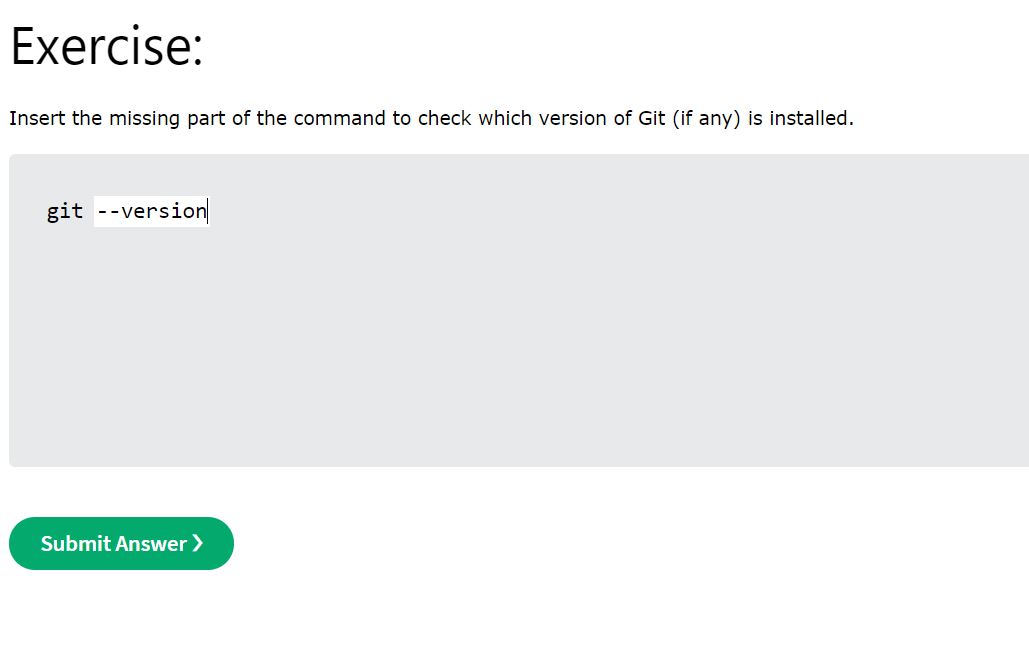 Exercise:
Insert the missing part of the command to check which version of Git (if any) is installed.
git --version
Submit Answer ❯